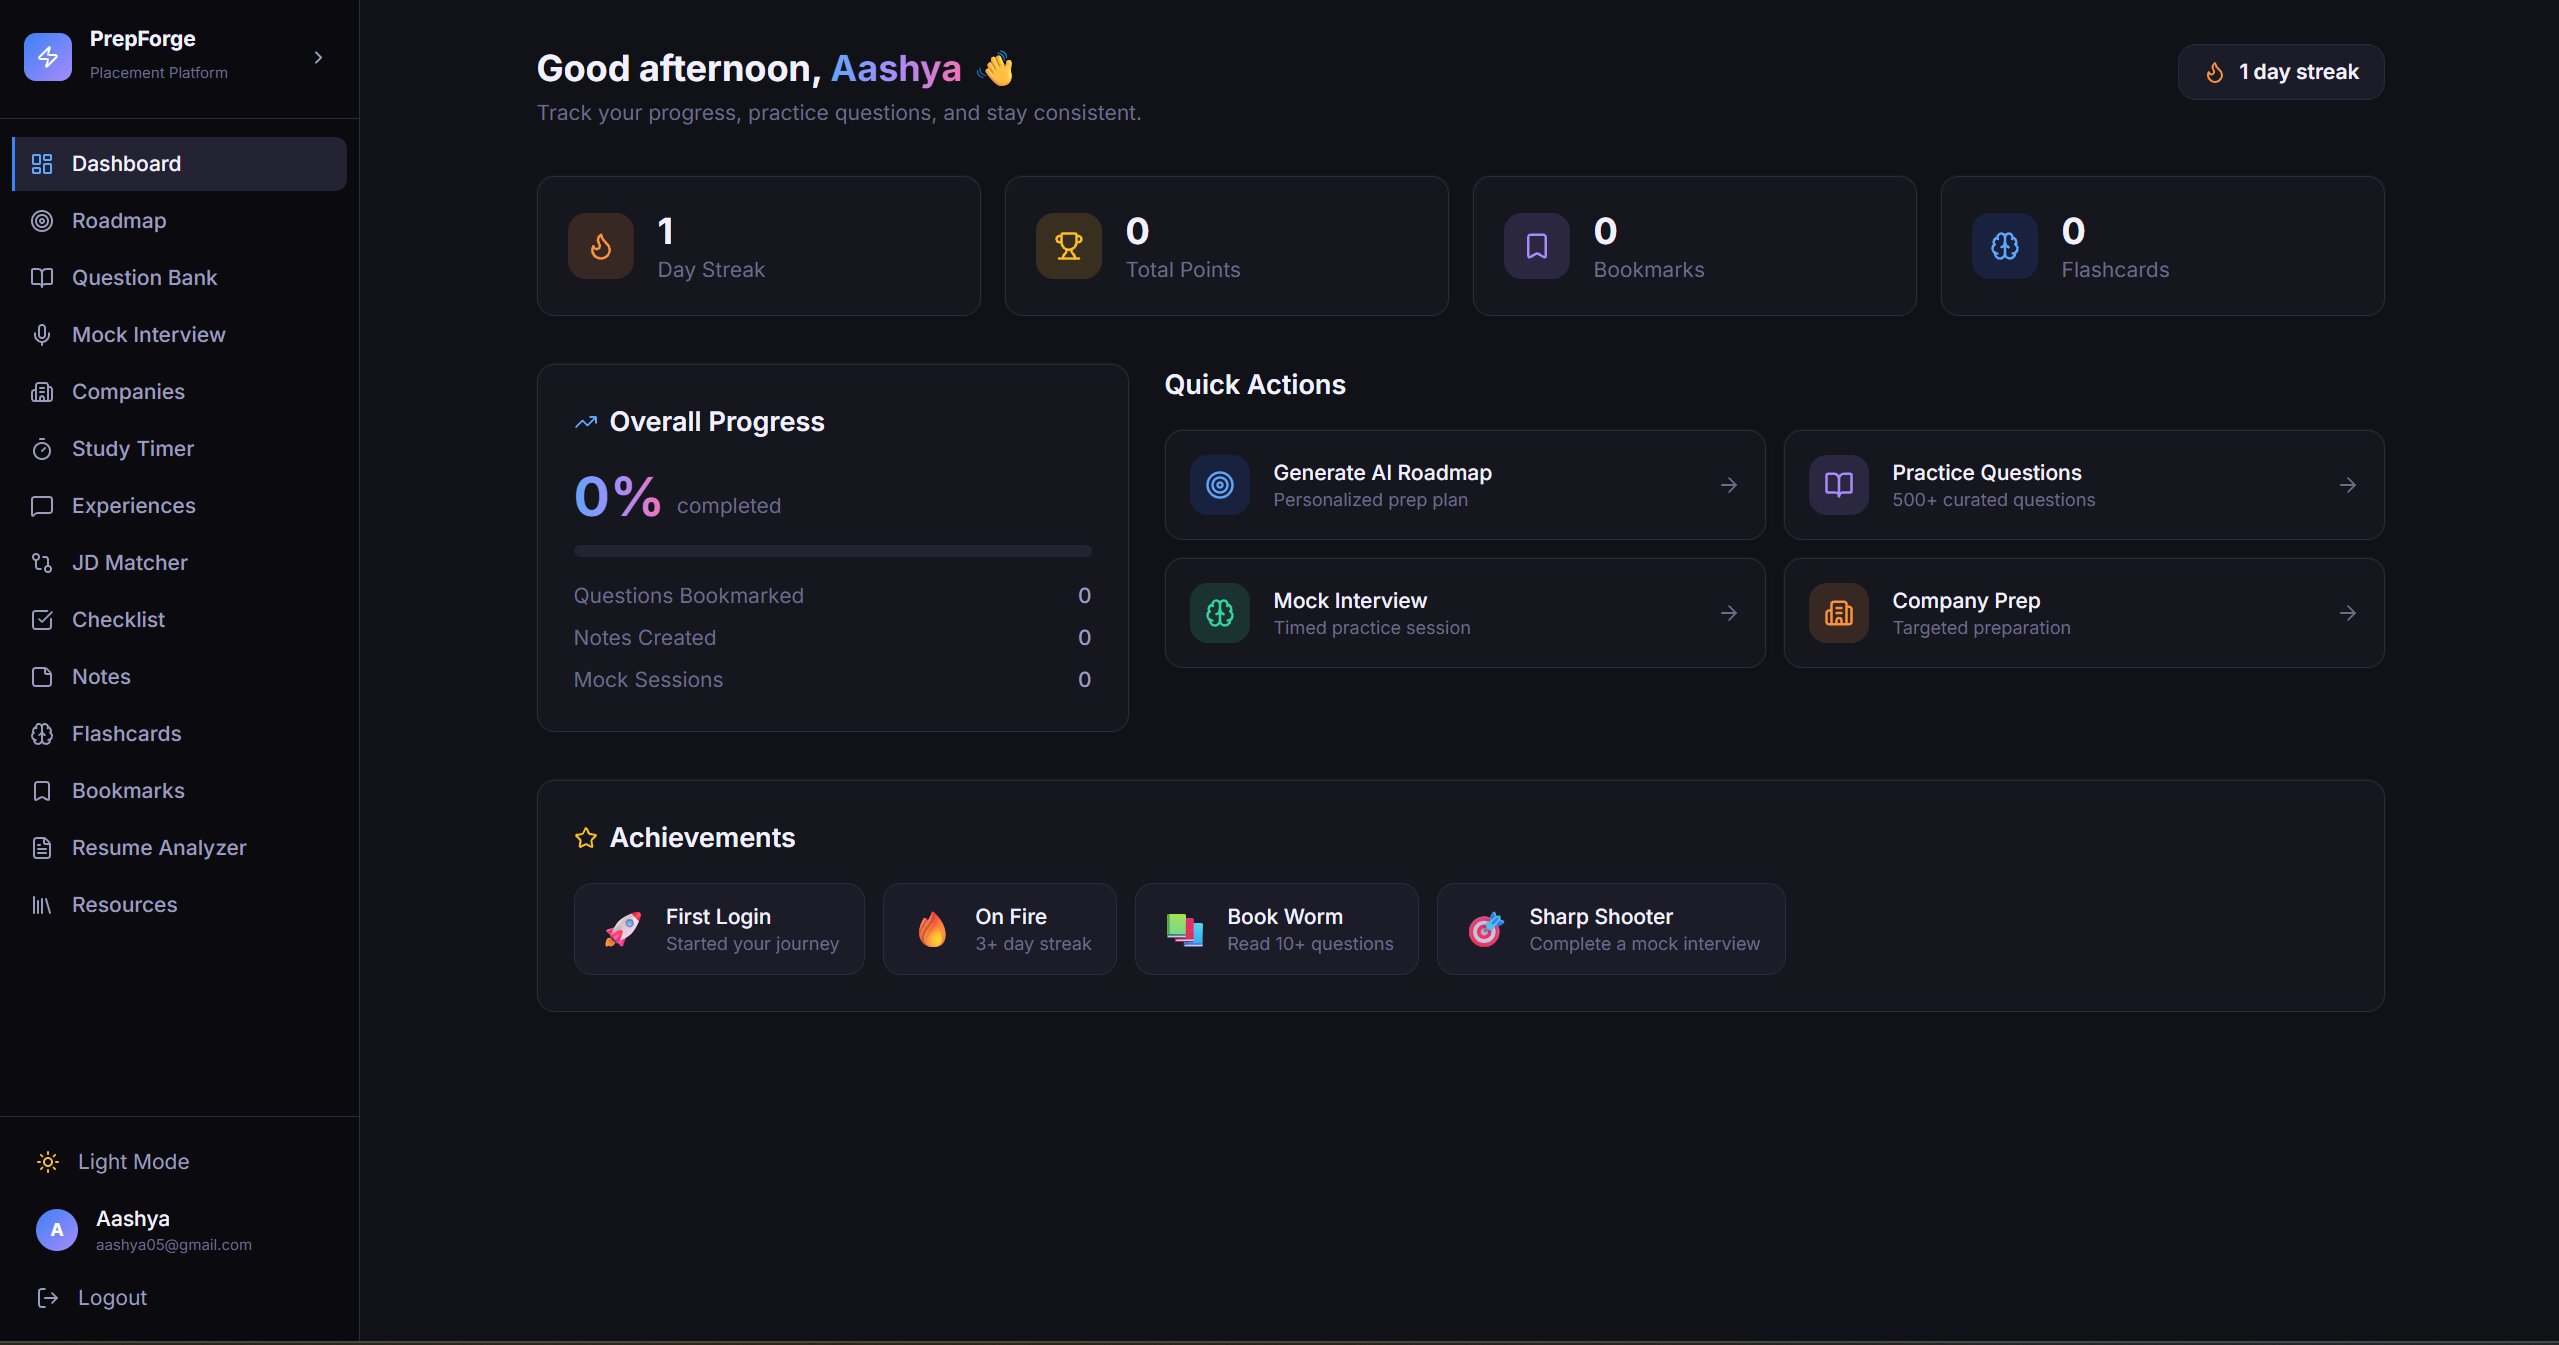 PrepForge
Placement Platform
Dashboard
Roadmap
Question Bank
Mock Interview
Companies
Study Timer
Experiences
JD Matcher
Checklist
Notes
Flashcards
Bookmarks
Resume Analyzer
Resources
Light Mode
A
Aashya
aashya05@gmail.com
Logout
Good afternoon, Aashya 👋
Track your progress, practice questions, and stay consistent.
1 day streak
1
Day Streak
0
Total Points
0
Bookmarks
0
Flashcards
Overall Progress
0% completed
Questions Bookmarked 0
Notes Created 0
Mock Sessions 0
Quick Actions
Generate AI Roadmap
Personalized prep plan
Practice Questions
500+ curated questions
Mock Interview
Timed practice session
Company Prep
Targeted preparation
Achievements
First Login
Started your journey
On Fire
3+ day streak
Book Worm
Read 10+ questions
Sharp Shooter
Complete a mock interview